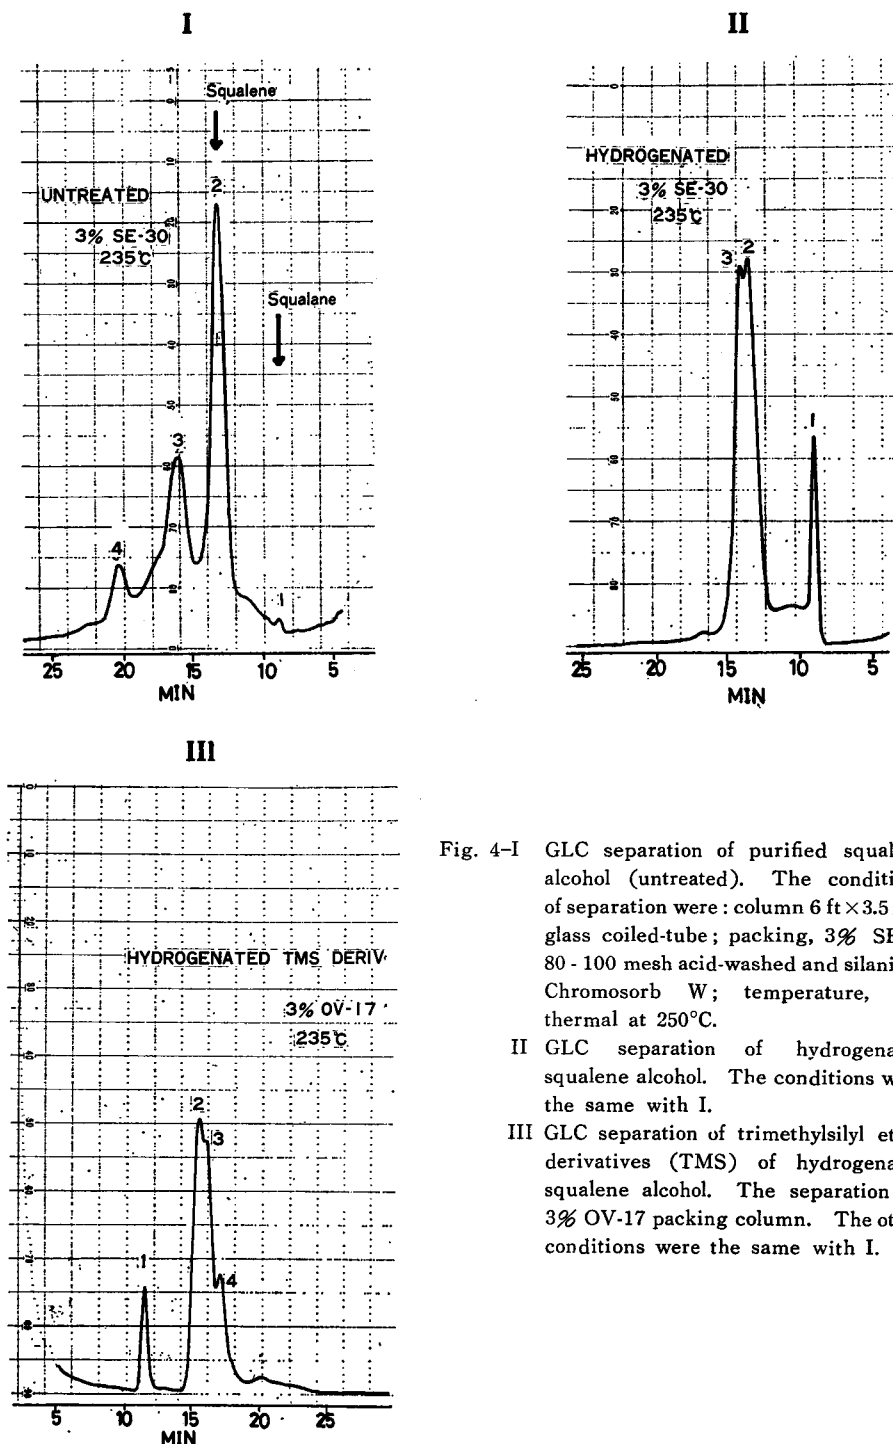 I
Squalene
2
UNTREATED
3% SE-30
235℃
Squalane
3
4
1
25 20 15 10 5
MIN
II
HYDROGENATED
3% SE-30
235℃
3 2
1
25 20 15 10 5
MIN
III
HYDROGENATED TMS DERIV
3% OV-17
235℃
2
3
1
4
5 10 15 20 25
MIN
Fig. 4-I GLC separation of purified squal
alcohol (untreated). The conditi
of separation were : column 6 ft × 3.5
glass coiled-tube ; packing, 3% SE
80 - 100 mesh acid-washed and silani
Chromosorb W; temperature,
thermal at 250°C.
II GLC separation of hydrogena
squalene alcohol. The conditions w
the same with I.
III GLC separation of trimethylsilyl et
derivatives (TMS) of hydrogena
squalene alcohol. The separation
3% OV-17 packing column. The ot
conditions were the same with I.